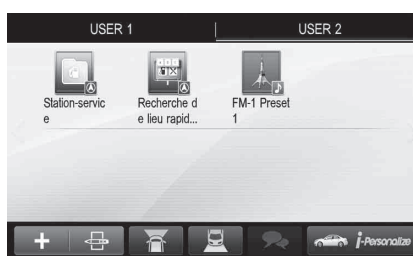 USER 1
USER 2
Station-servic
e
Recherche d
e lieu rapid...
FM-1 Preset
1
i-Personalize